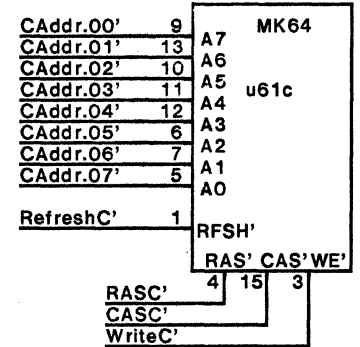 CAddr.00' 9 A7 MK64
CAddr.01' 13 A6
CAddr.02' 10 A5
CAddr.03' 11 A4 u61c
CAddr.04' 12 A3
CAddr.05' 6 A2
CAddr.06' 7 A1
CAddr.07' 5 A0
RefreshC' 1 RFSH'
RAS' CAS' WE'
4 15 3
RASC'
CASC'
WriteC'